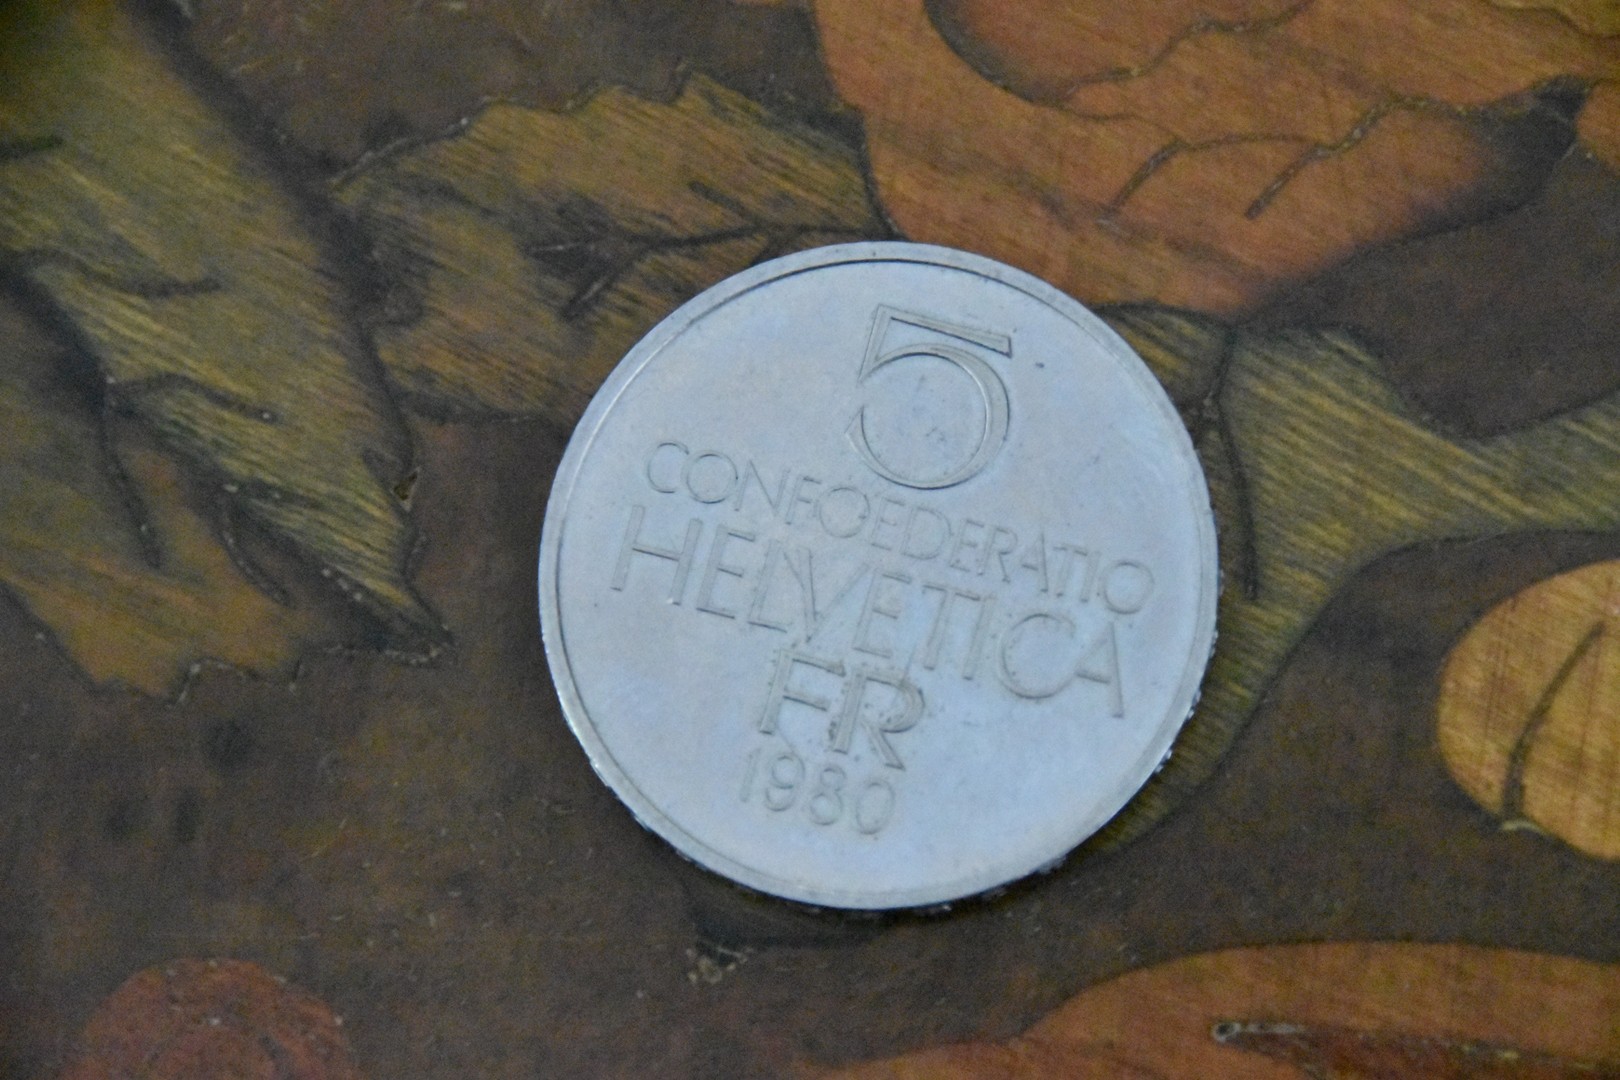 5
CONFOEDERATIO
HELVETICA
FR
1980